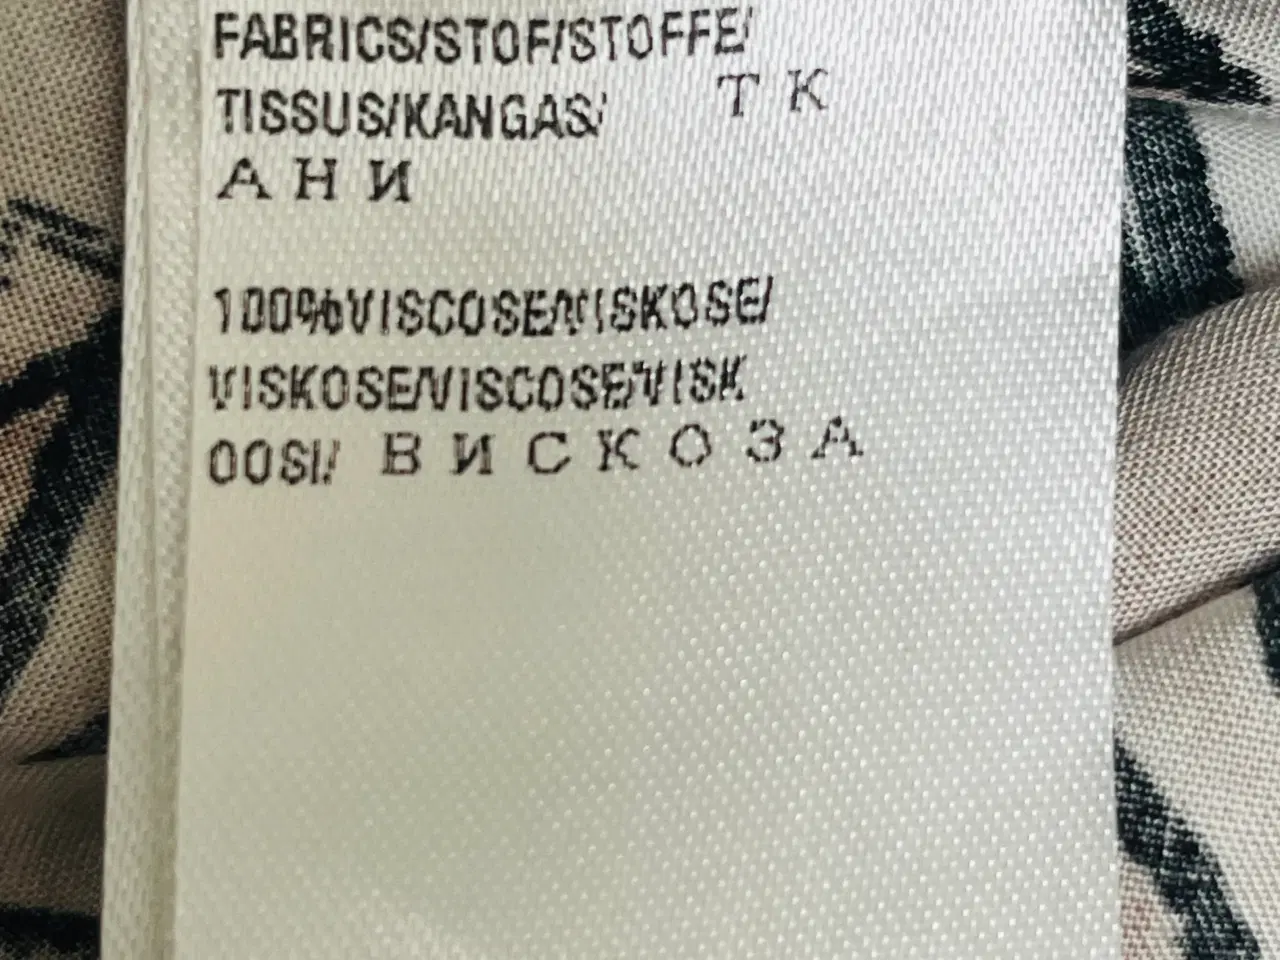 FABRICS/STOF/STOFFE/
TISSUS/KANGAS/ ТК
АНИ
100%VISCOSE/VISKOSE/
VISKOSE/VISCOSE/VISK
OOSI/ ВИСКОЗА